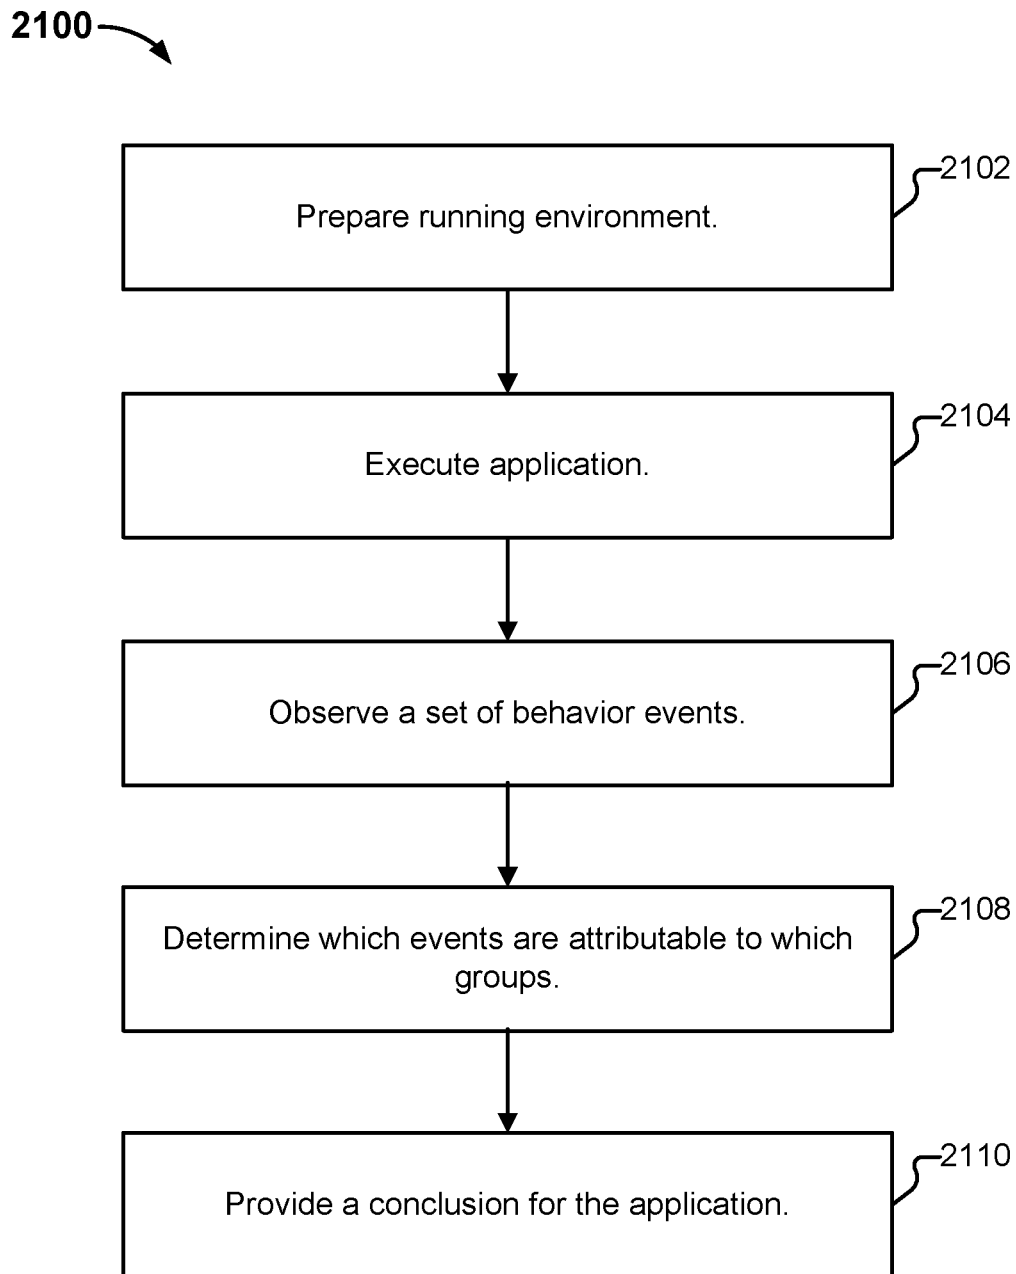 2100
2102
Prepare running environment.
2104
Execute application.
2106
Observe a set of behavior events.
2108
Determine which events are attributable to which
groups.
2110
Provide a conclusion for the application.